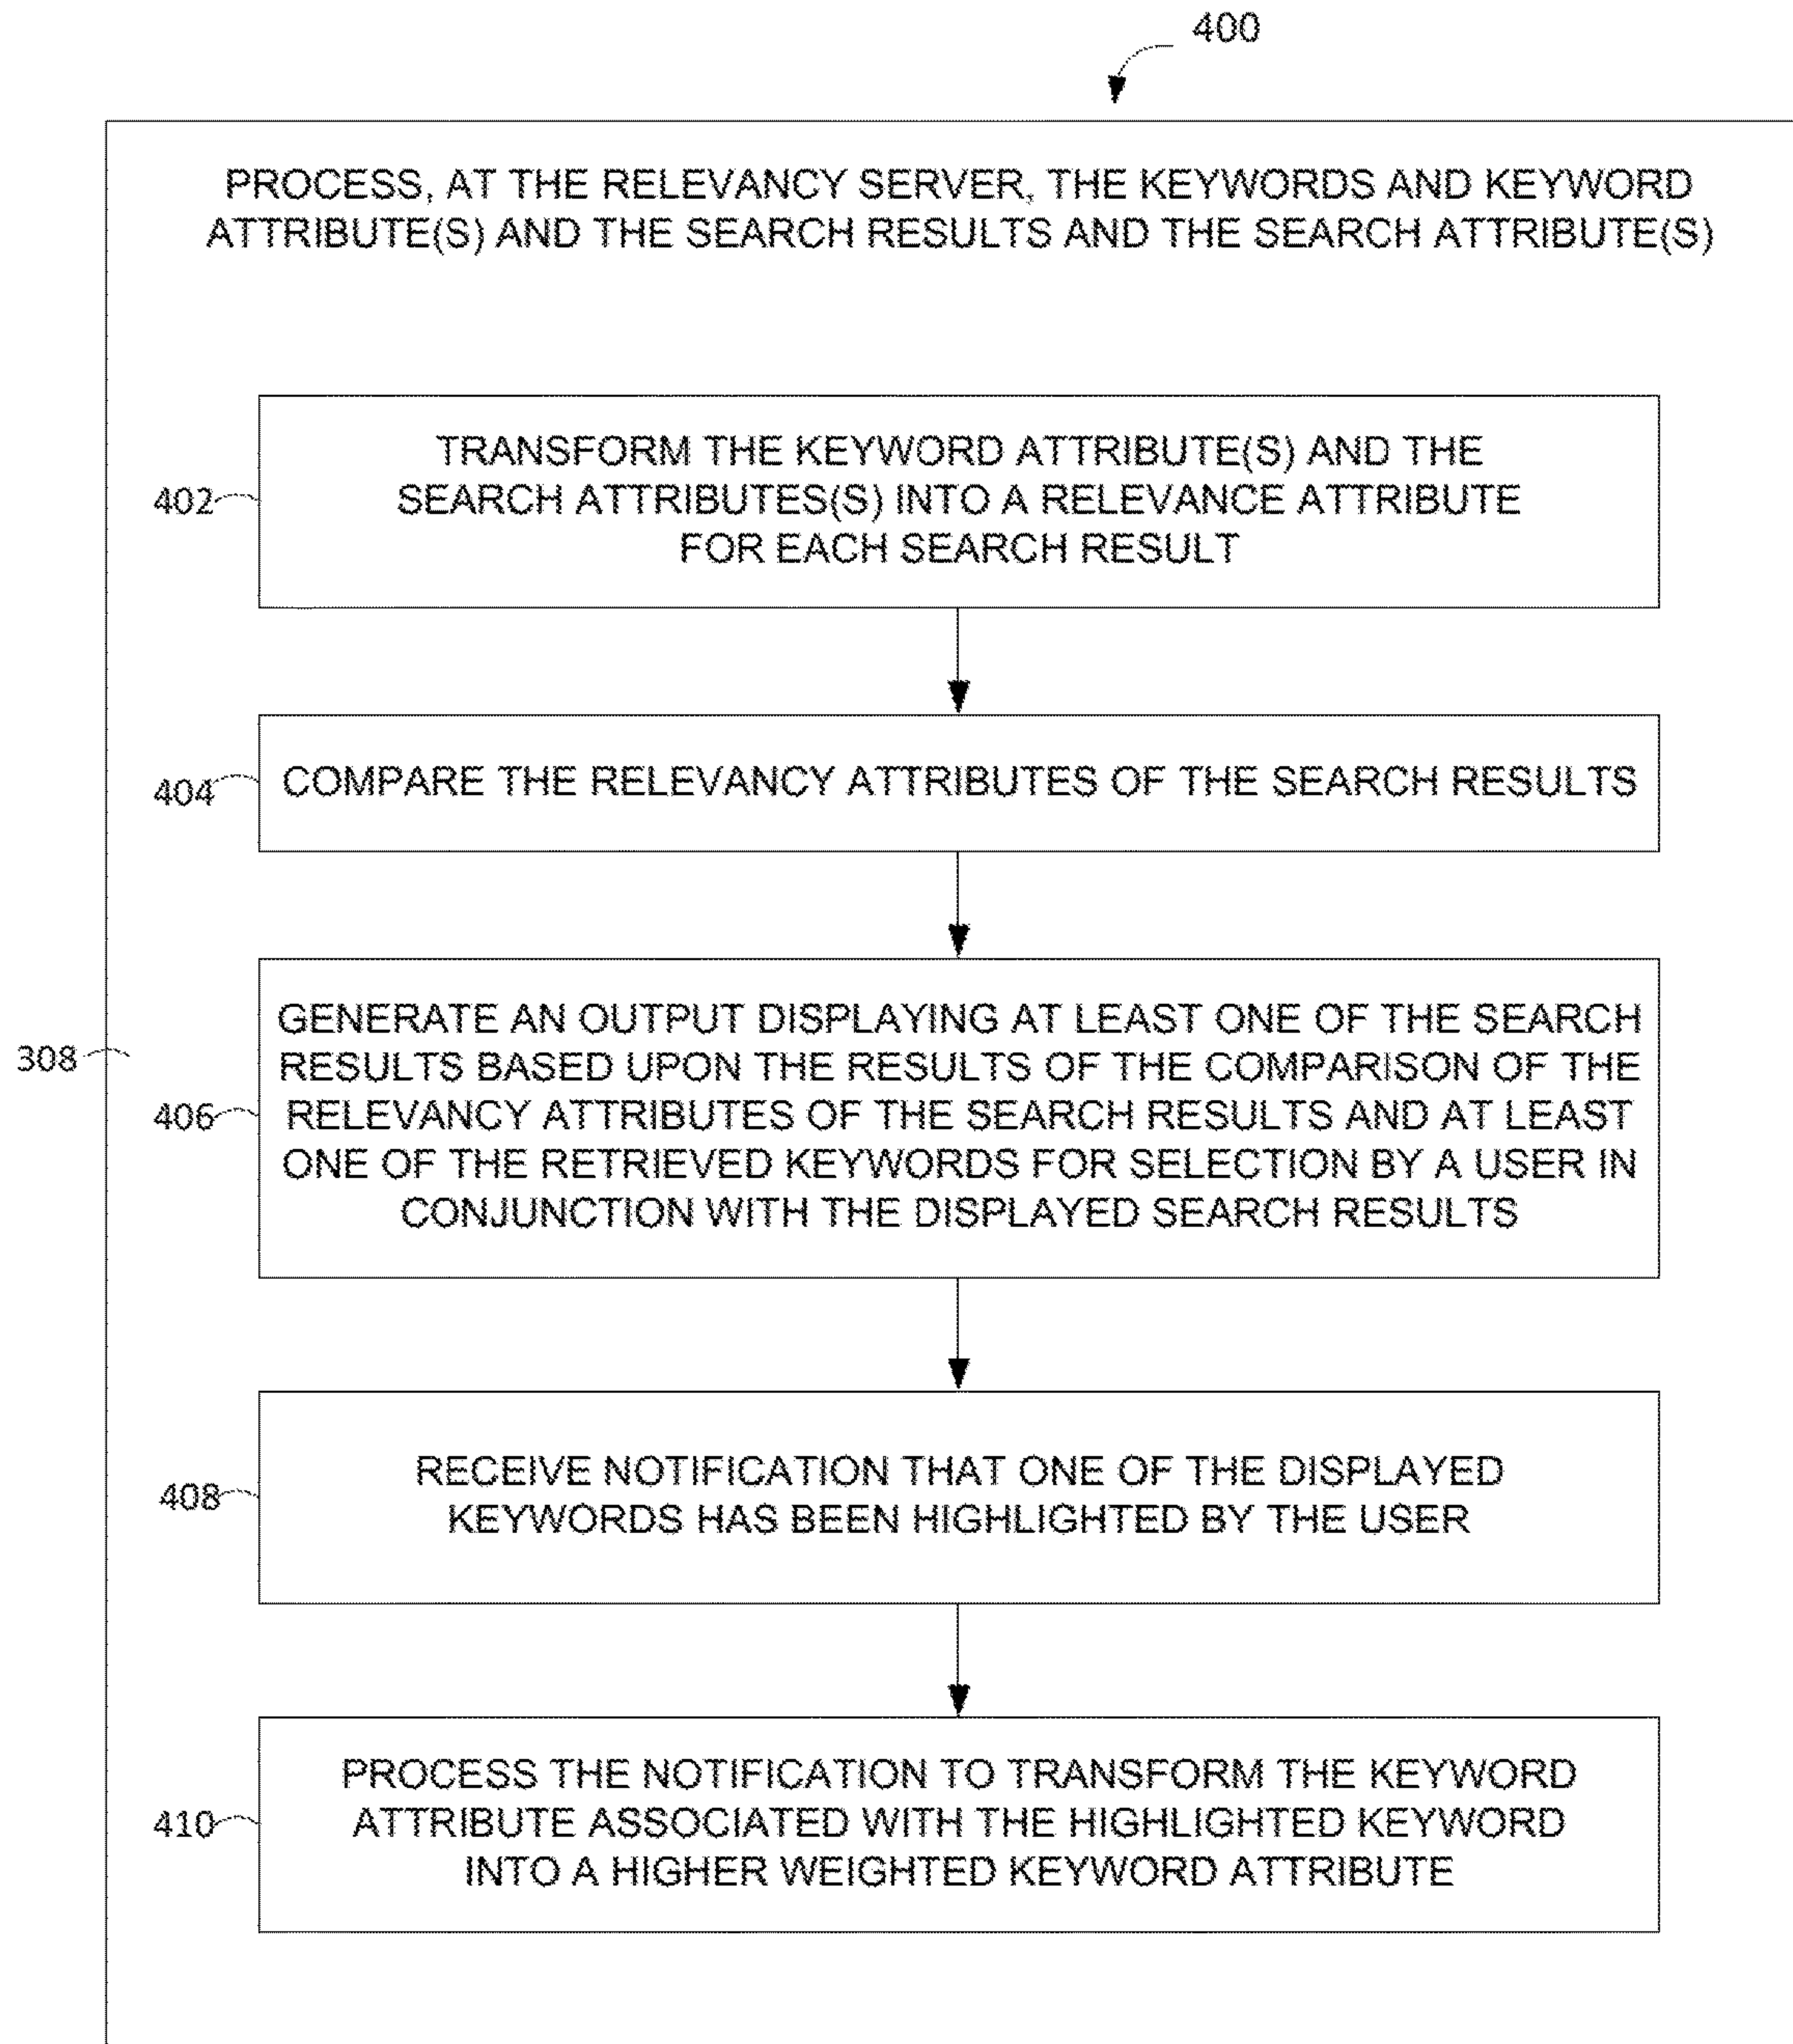 400
PROCESS, AT THE RELEVANCY SERVER, THE KEYWORDS AND KEYWORD
ATTRIBUTE(S) AND THE SEARCH RESULTS AND THE SEARCH ATTRIBUTE(S)
TRANSFORM THE KEYWORD ATTRIBUTE(S) AND THE
SEARCH ATTRIBUTES(S) INTO A RELEVANCE ATTRIBUTE
FOR EACH SEARCH RESULT
402
COMPARE THE RELEVANCY ATTRIBUTES OF THE SEARCH RESULTS
404
GENERATE AN OUTPUT DISPLAYING AT LEAST ONE OF THE SEARCH
RESULTS BASED UPON THE RESULTS OF THE COMPARISON OF THE
RELEVANCY ATTRIBUTES OF THE SEARCH RESULTS AND AT LEAST
ONE OF THE RETRIEVED KEYWORDS FOR SELECTION BY A USER IN
CONJUNCTION WITH THE DISPLAYED SEARCH RESULTS
308
406
RECEIVE NOTIFICATION THAT ONE OF THE DISPLAYED
KEYWORDS HAS BEEN HIGHLIGHTED BY THE USER
408
PROCESS THE NOTIFICATION TO TRANSFORM THE KEYWORD
ATTRIBUTE ASSOCIATED WITH THE HIGHLIGHTED KEYWORD
INTO A HIGHER WEIGHTED KEYWORD ATTRIBUTE
410